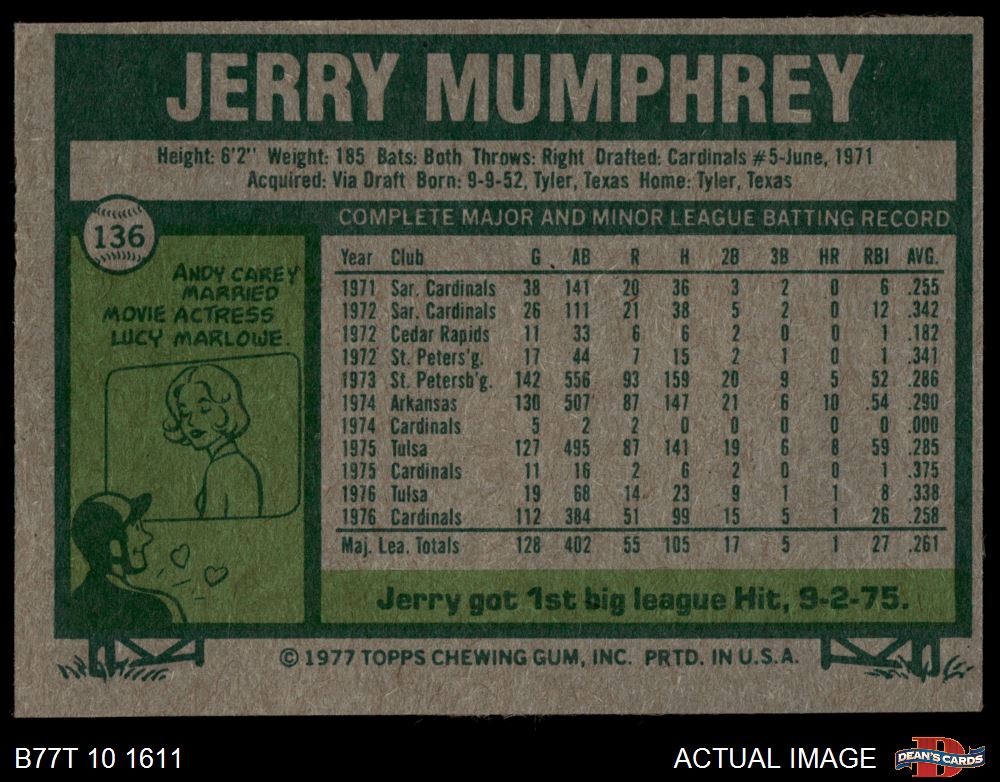 JERRY MUMPHREY
Height: 6'2" Weight: 185 Bats: Both Throws: Right Drafted: Cardinals #5-June, 1971
Acquired: Via Draft Born: 9-9-52, Tyler, Texas Home: Tyler, Texas
136
ANDY CAREY
MARRIED
MOVIE ACTRESS
LUCY MARLOWE.
COMPLETE MAJOR AND MINOR LEAGUE BATTING RECORD
Year Club G AB R H 2B 3B HR RBI AVG.
1971 Sar. Cardinals 38 141 20 36 3 2 0 6 .255
1972 Sar. Cardinals 26 111 21 38 5 2 0 12 .342
1972 Cedar Rapids 11 33 6 6 2 0 0 1 .182
1972 St. Peters'g. 17 44 7 15 2 1 0 1 .341
1973 St. Petersb'g. 142 556 93 159 20 9 5 52 .286
1974 Arkansas 130 507 87 147 21 6 10 54 .290
1974 Cardinals 5 2 2 0 0 0 0 0 .000
1975 Tulsa 127 495 87 141 19 6 8 59 .285
1975 Cardinals 11 16 2 6 2 0 0 1 .375
1976 Tulsa 19 68 14 23 9 1 1 8 .338
1976 Cardinals 112 384 51 99 15 5 1 26 .258
Maj. Lea. Totals 128 402 55 105 17 5 1 27 .261
Jerry got 1st big league Hit, 9-2-75.
© 1977 TOPPS CHEWING GUM, INC. PRTD. IN U.S.A.
B77T 10 1611
ACTUAL IMAGE
D
DEAN'S CARDS